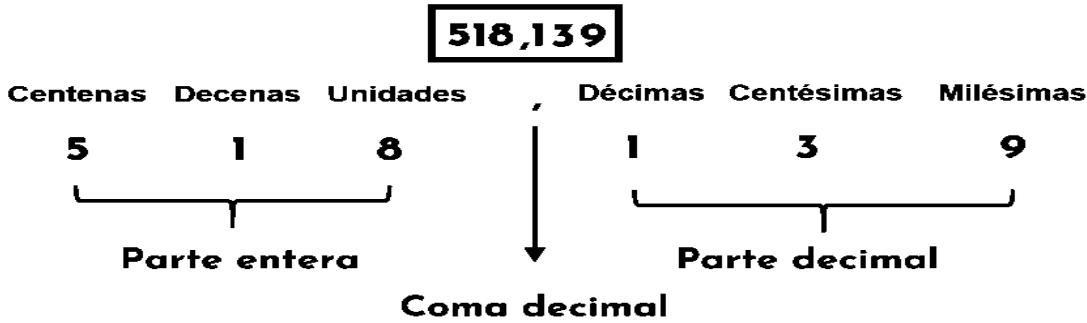 518,139
Centenas Decenas Unidades , Décimas Centésimas Milésimas
5 1 8 1 3 9
Parte entera Parte decimal
Coma decimal